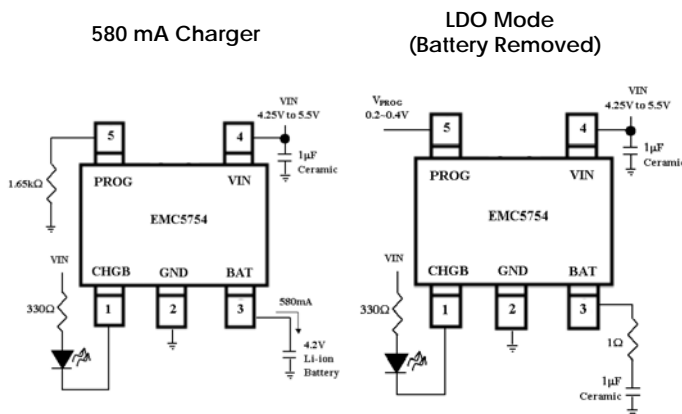 580 mA Charger
VIN
4.25V to 5.5V
5
4
1µF
Ceramic
1.65kΩ
PROG
VIN
EMC5754
VIN
CHGB
GND
BAT
330Ω
1
2
3
580mA
4.2V
Li-ion
Battery
LDO Mode
(Battery Removed)
VPROG
0.2~0.4V
VIN
4.25V to 5.5V
5
4
1µF
Ceramic
PROG
VIN
EMC5754
VIN
CHGB
GND
BAT
330Ω
1
2
3
1Ω
1µF
Ceramic